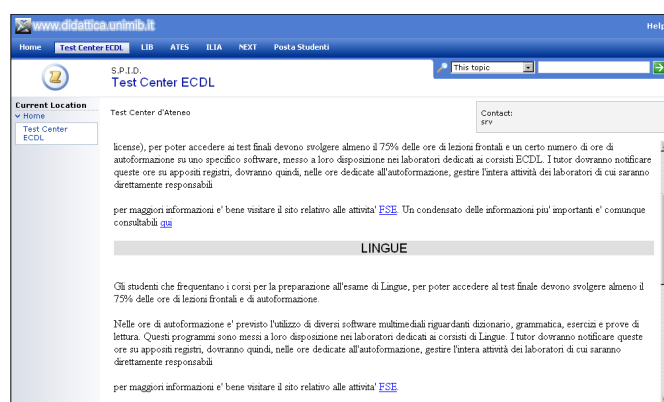 www.didattica.unimib.it
Help
Home Test Center ECDL LIB ATES ILIA NEXT Posta Studenti
S.P.I.D.
Test Center ECDL
This topic
Current Location
Home
Test Center
ECDL
Test Center d'Ateneo
Contact:
srv
license), per poter accedere ai test finali devono svolgere almeno il 75% delle ore di lezioni frontali e un certo numero di ore di
autoformazione su uno specifico software, messo a loro disposizione nei laboratori dedicati ai corsisti ECDL. I tutor dovranno notificare
queste ore su appositi registri, dovranno quindi, nelle ore dedicate all'autoformazione, gestire l'intera attività dei laboratori di cui saranno
direttamente responsabili
per maggiori informazioni e' bene visitare il sito relativo alle attivita' FSE. Un condensato delle informazioni piu' importanti e' comunque
consultabili qui
LINGUE
Gli studenti che frequentano i corsi per la preparazione all'esame di Lingue, per poter accedere al test finale devono svolgere almeno il
75% delle ore di lezioni frontali e di autoformazione.
Nelle ore di autoformazione e' previsto l'utilizzo di diversi software multimediali riguardanti dizionario, grammatica, esercizi e prove di
lettura. Questi programmi sono messi a loro disposizione nei laboratori dedicati ai corsisti di Lingue. I tutor dovranno notificare queste
ore su appositi registri, dovranno quindi, nelle ore dedicate all'autoformazione, gestire l'intera attività dei laboratori di cui saranno
direttamente responsabili
per maggiori informazioni e' bene visitare il sito relativo alle attivita' FSE.